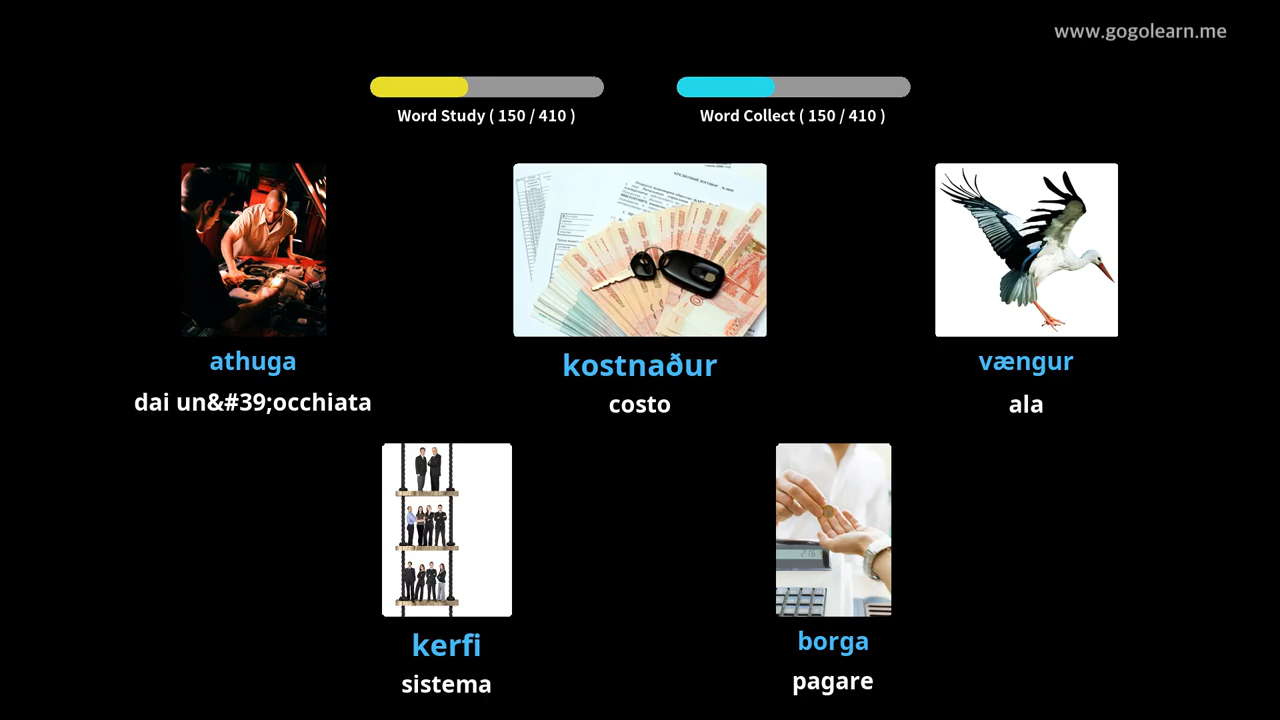 www.gogolearn.me
Word Study ( 150 / 410 )
Word Collect ( 150 / 410 )
athuga
dai un&#39;occhiata
kostnaður
costo
vængur
ala
kerfi
sistema
borga
pagare